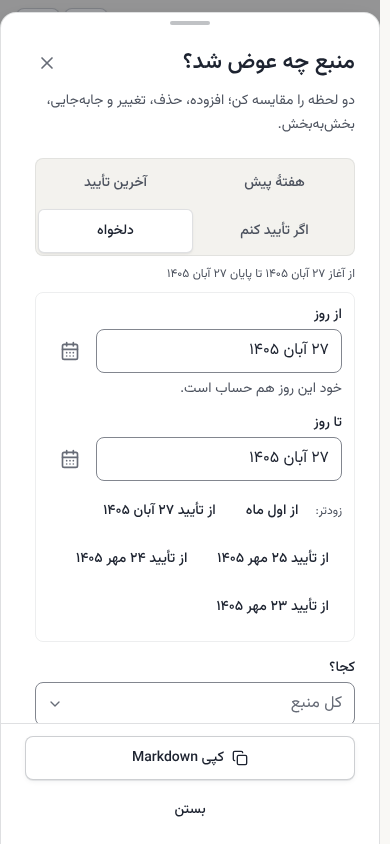 منبع چه عوض شد؟
دو لحظه را مقایسه کن؛ افزوده، حذف، تغییر و جابه‌جایی،
بخش‌به‌بخش.
هفتهٔ پیش
آخرین تأیید
اگر تأیید کنم
دلخواه
از آغاز ۲۷ آبان ۱۴۰۵ تا پایان ۲۷ آبان ۱۴۰۵
از روز
۲۷ آبان ۱۴۰۵
خود این روز هم حساب است.
تا روز
۲۷ آبان ۱۴۰۵
زودتر: از اول ماه از تأیید ۲۷ آبان ۱۴۰۵
از تأیید ۲۵ مهر ۱۴۰۵ از تأیید ۲۴ مهر ۱۴۰۵
از تأیید ۲۳ مهر ۱۴۰۵
کجا؟
کل منبع
کپی Markdown
بستن